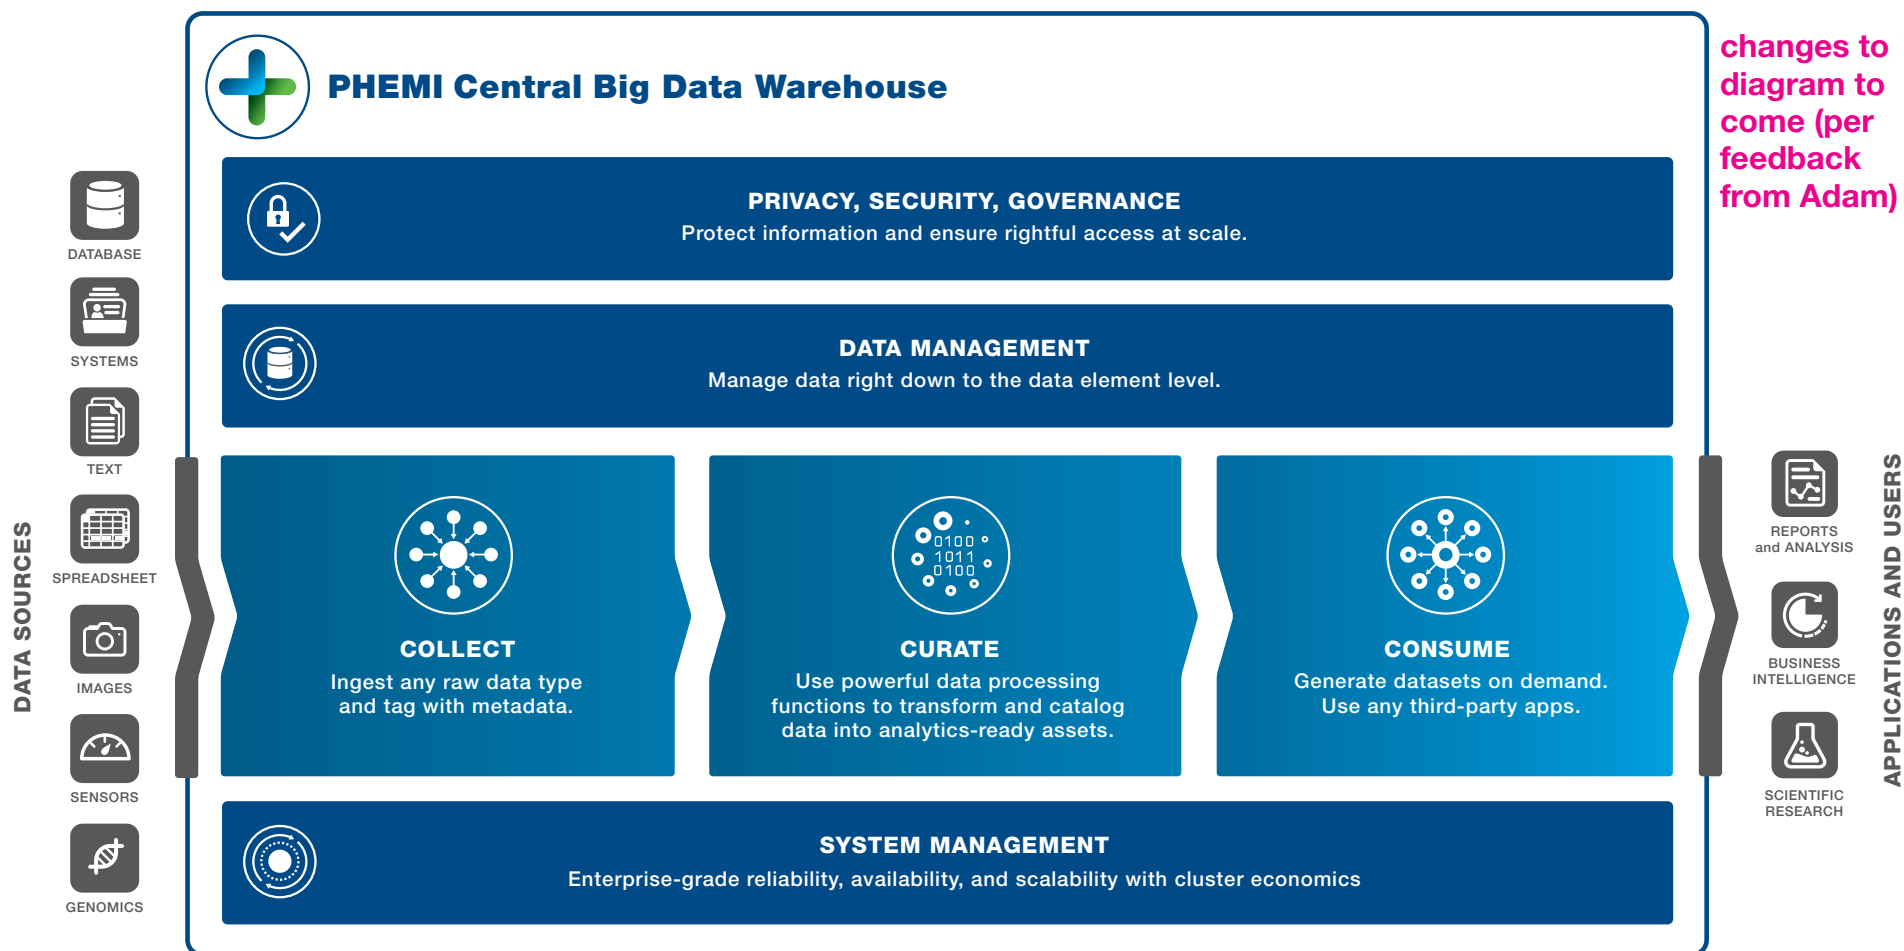 PHEMI Central Big Data Warehouse
changes to
diagram to
come (per
feedback
from Adam)
PRIVACY, SECURITY, GOVERNANCE
Protect information and ensure rightful access at scale.
DATA MANAGEMENT
Manage data right down to the data element level.
DATA SOURCES
DATABASE
SYSTEMS
TEXT
SPREADSHEET
IMAGES
SENSORS
GENOMICS
COLLECT
Ingest any raw data type
and tag with metadata.
0100
1011
0100
CURATE
Use powerful data processing
functions to transform and catalog
data into analytics-ready assets.
CONSUME
Generate datasets on demand.
Use any third-party apps.
SYSTEM MANAGEMENT
Enterprise-grade reliability, availability, and scalability with cluster economics
REPORTS
and ANALYSIS
BUSINESS
INTELLIGENCE
SCIENTIFIC
RESEARCH
APPLICATIONS AND USERS